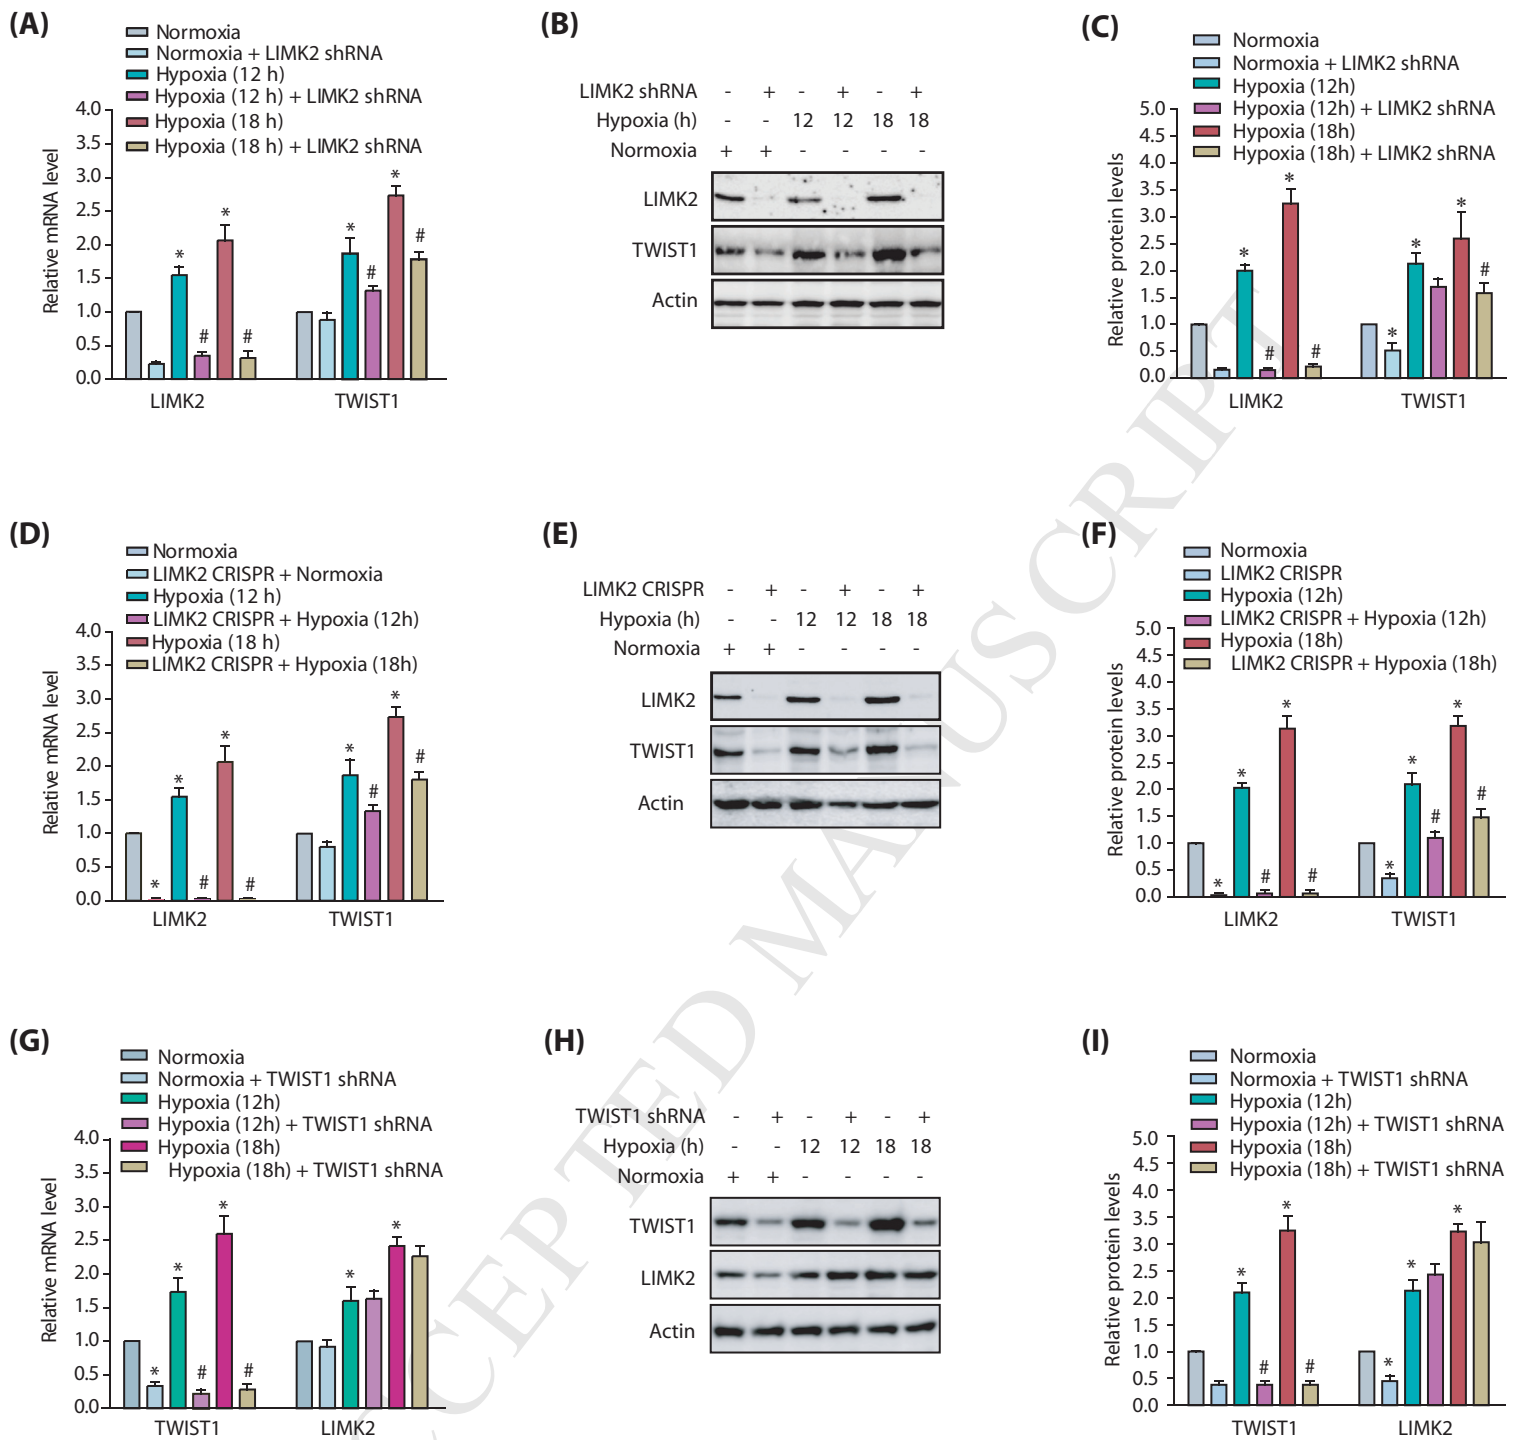 (A)
Normoxia
Normoxia + LIMK2 shRNA
Hypoxia (12 h)
Hypoxia (12 h) + LIMK2 shRNA
Hypoxia (18 h)
Hypoxia (18 h) + LIMK2 shRNA
Relative mRNA level
4.0
3.5
3.0
2.5
2.0
1.5
1.0
0.5
0.0
* # * # * # * #
LIMK2 TWIST1
(B)
LIMK2 shRNA - + - + - +
Hypoxia (h) - - 12 12 18 18
Normoxia + + - - - -
LIMK2
TWIST1
Actin
(C)
Normoxia
Normoxia + LIMK2 shRNA
Hypoxia (12h)
Hypoxia (12h) + LIMK2 shRNA
Hypoxia (18h)
Hypoxia (18h) + LIMK2 shRNA
Relative protein levels
5.0
4.5
4.0
3.5
3.0
2.5
2.0
1.5
1.0
0.5
0.0
* # * # * * * #
LIMK2 TWIST1
(D)
Normoxia
LIMK2 CRISPR + Normoxia
Hypoxia (12 h)
LIMK2 CRISPR + Hypoxia (12h)
Hypoxia (18 h)
LIMK2 CRISPR + Hypoxia (18h)
Relative mRNA level
4.0
3.5
3.0
2.5
2.0
1.5
1.0
0.5
0.0
* * # * # * # * #
LIMK2 TWIST1
(E)
LIMK2 CRISPR - + - + - +
Hypoxia (h) - - 12 12 18 18
Normoxia + + - - - -
LIMK2
TWIST1
Actin
(F)
Normoxia
LIMK2 CRISPR
Hypoxia (12h)
LIMK2 CRISPR + Hypoxia (12h)
Hypoxia (18h)
LIMK2 CRISPR + Hypoxia (18h)
Relative protein levels
5.0
4.5
4.0
3.5
3.0
2.5
2.0
1.5
1.0
0.5
0.0
* * # * # * * # * #
LIMK2 TWIST1
(G)
Normoxia
Normoxia + TWIST1 shRNA
Hypoxia (12h)
Hypoxia (12h) + TWIST1 shRNA
Hypoxia (18h)
Hypoxia (18h) + TWIST1 shRNA
Relative mRNA level
4.0
3.5
3.0
2.5
2.0
1.5
1.0
0.5
0.0
* * # * # * *
TWIST1 LIMK2
(H)
TWIST1 shRNA - + - + - +
Hypoxia (h) - - 12 12 18 18
Normoxia + + - - - -
TWIST1
LIMK2
Actin
(I)
Normoxia
Normoxia + TWIST1 shRNA
Hypoxia (12h)
Hypoxia (12h) + TWIST1 shRNA
Hypoxia (18h)
Hypoxia (18h) + TWIST1 shRNA
Relative protein levels
5.0
4.5
4.0
3.5
3.0
2.5
2.0
1.5
1.0
0.5
0.0
* # * # * * *
TWIST1 LIMK2
CCEPTED MANUSCRIPT